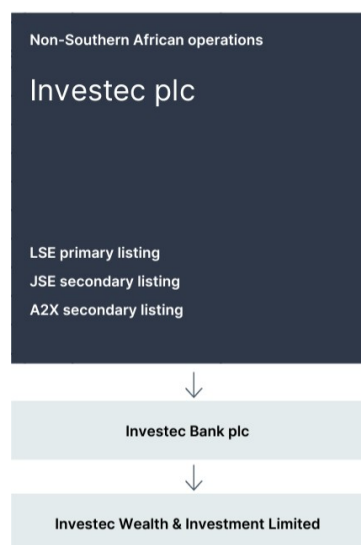 Non-Southern African operations
Investec plc
LSE primary listing
JSE secondary listing
A2X secondary listing
Investec Bank plc
Investec Wealth & Investment Limited